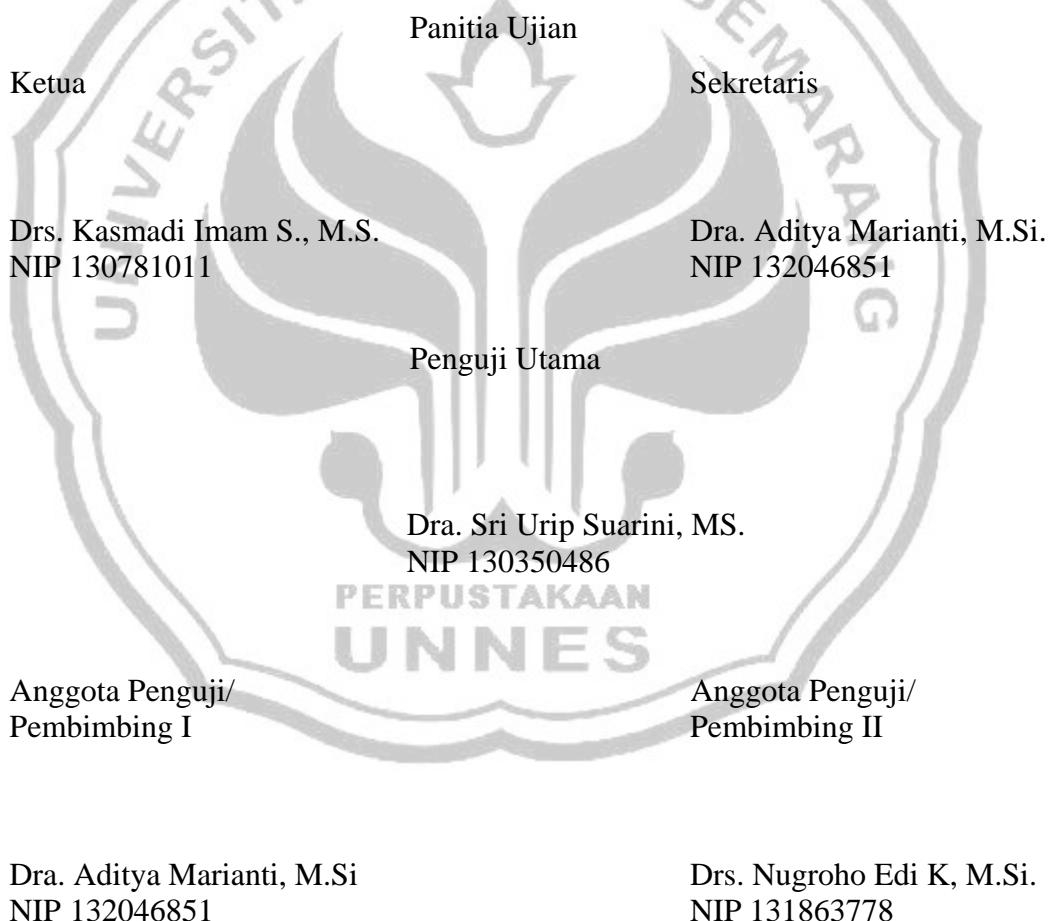 Panitia Ujian
Ketua
Sekretaris
Drs. Kasmadi Imam S., M.S.
NIP 130781011
Dra. Aditya Marianti, M.Si.
NIP 132046851
Penguji Utama
Dra. Sri Urip Suarini, MS.
NIP 130350486
PERPUSTAKAAN
UNNES
Anggota Penguji/
Pembimbing I
Anggota Penguji/
Pembimbing II
Dra. Aditya Marianti, M.Si
NIP 132046851
Drs. Nugroho Edi K, M.Si.
NIP 131863778